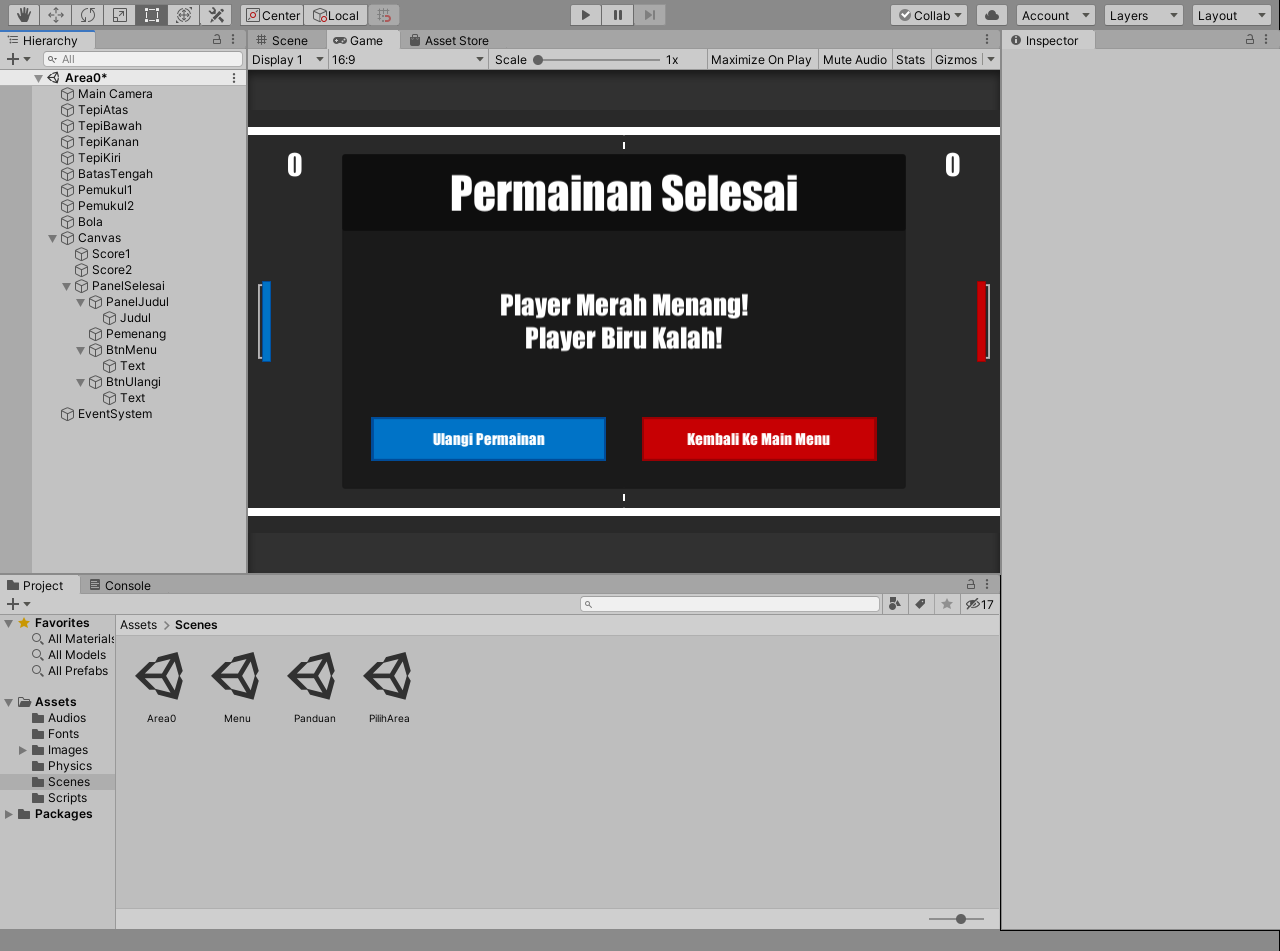 Center Local Collab Account Layers Layout
Hierarchy
All
Area0*
Main Camera
TepiAtas
TepiBawah
TepiKanan
TepiKiri
BatasTengah
Pemukul1
Pemukul2
Bola
Canvas
Score1
Score2
PanelSelesai
PanelJudul
Judul
Pemenang
BtnMenu
Text
BtnUlangi
Text
EventSystem
Scene Game Asset Store
Display 1 16:9 Scale 1x Maximize On Play Mute Audio Stats Gizmos
0 0
Permainan Selesai
Player Merah Menang!
Player Biru Kalah!
Ulangi Permainan Kembali Ke Main Menu
Inspector
Project Console
17
Favorites
All Materials
All Models
All Prefabs
Assets
Audios
Fonts
Images
Physics
Scenes
Scripts
Packages
Assets > Scenes
Area0 Menu Panduan PilihArea